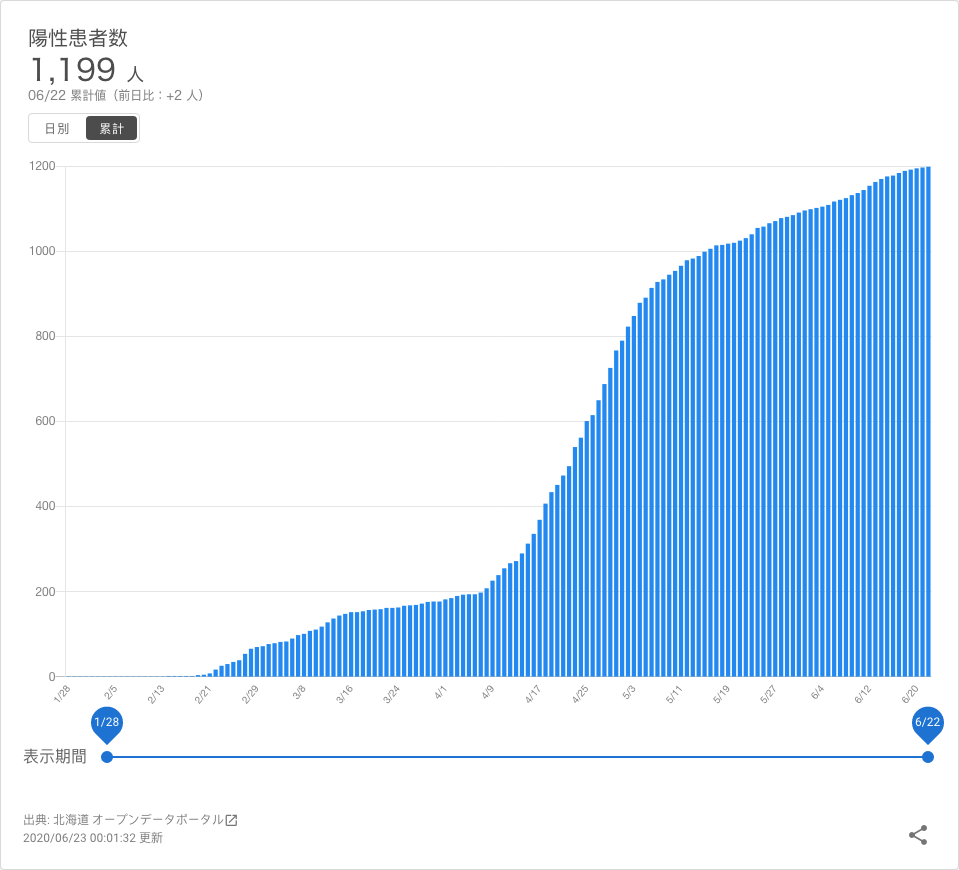 陽性患者数
1,199 人
06/22 累計値（前日比：+2 人）
日別 累計
1200
1000
800
600
400
200
0
1/28 2/5 2/13 2/21 2/29 3/8 3/16 3/24 4/1 4/9 4/17 4/25 5/3 5/11 5/19 5/27 6/4 6/12 6/20
1/28 6/22
表示期間
出典: 北海道 オープンデータポータル
2020/06/23 00:01:32 更新